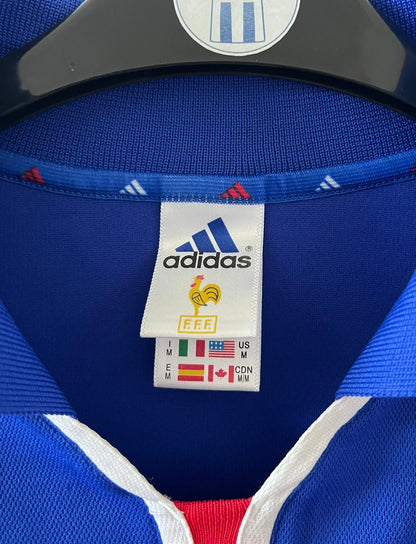 adidas®
F.F.F.
I M US M
E M CDN M/M